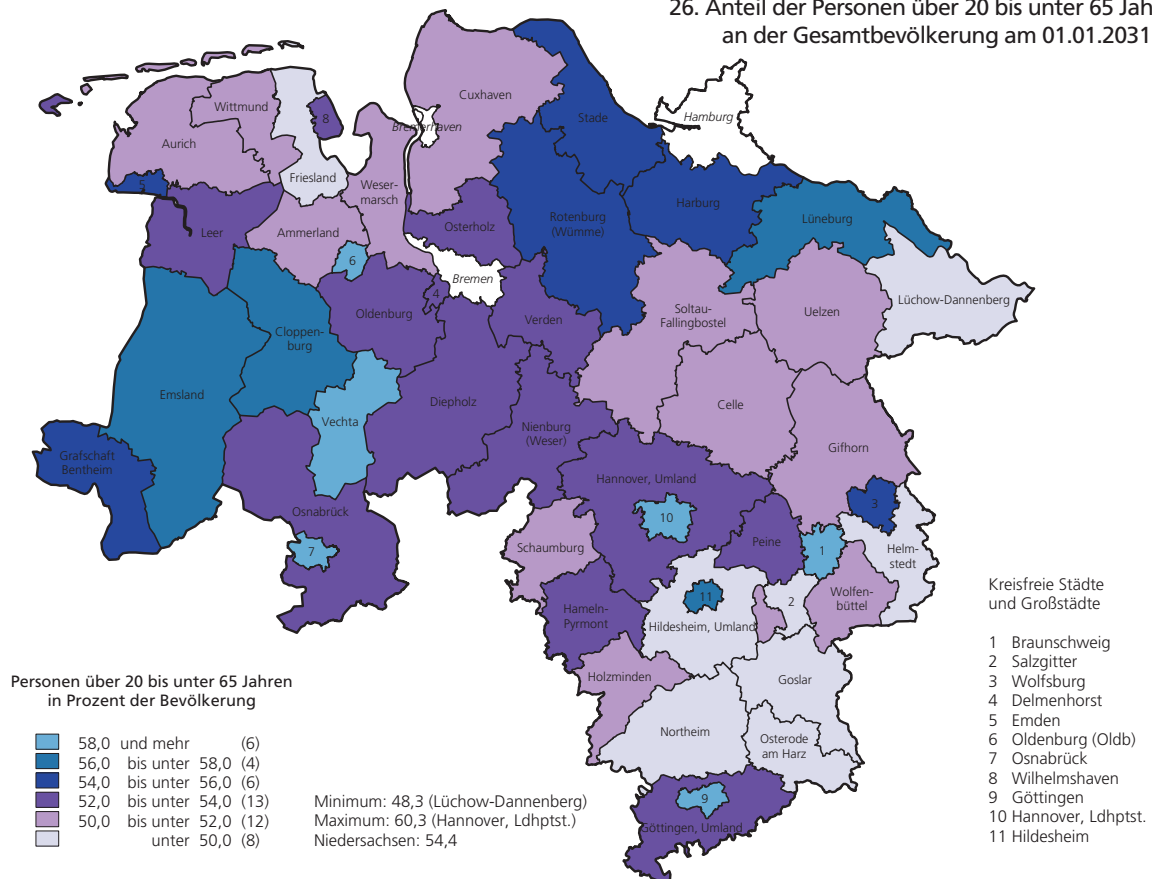 26. Anteil der Personen über 20 bis unter 65 Jah
an der Gesamtbevölkerung am 01.01.2031
Cuxhaven
Wittmund
8
Bremerhaven
Stade
Hamburg
Aurich
Friesland
5
Weser-
marsch
Harburg
Leer
Ammerland
Osterholz
Rotenburg
(Wümme)
Lüneburg
6
Bremen
4
Lüchow-Dannenberg
Oldenburg
Verden
Soltau-
Fallingbostel
Uelzen
Cloppen-
burg
Emsland
Vechta
Diepholz
Celle
Nienburg
(Weser)
Gifhorn
Grafschaft
Bentheim
Hannover, Umland
3
Osnabrück
10
7
Schaumburg
Peine
1
Helm-
stedt
Wolfen-
büttel
11
2
Hameln-
Pyrmont
Hildesheim, Umland
Holzminden
Goslar
Northeim
Osterode
am Harz
9
Göttingen, Umland
Kreisfreie Städte
und Großstädte
1 Braunschweig
2 Salzgitter
3 Wolfsburg
4 Delmenhorst
5 Emden
6 Oldenburg (Oldb)
7 Osnabrück
8 Wilhelmshaven
9 Göttingen
10 Hannover, Ldhptst.
11 Hildesheim
Personen über 20 bis unter 65 Jahren
in Prozent der Bevölkerung
58,0 und mehr (6)
56,0 bis unter 58,0 (4)
54,0 bis unter 56,0 (6)
52,0 bis unter 54,0 (13)
50,0 bis unter 52,0 (12)
unter 50,0 (8)
Minimum: 48,3 (Lüchow-Dannenberg)
Maximum: 60,3 (Hannover, Ldhptst.)
Niedersachsen: 54,4